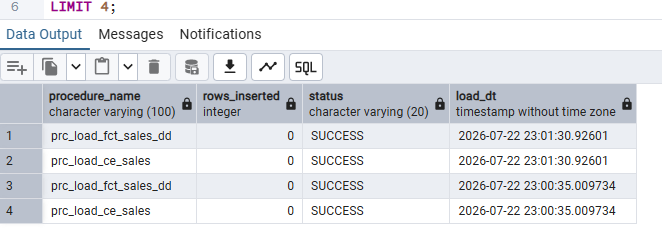 6 LIMIT 4;
Data Output Messages Notifications
SQL
procedure_name rows_inserted status load_dt
character varying (100) integer character varying (20) timestamp without time zone
1 prc_load_fct_sales_dd 0 SUCCESS 2026-07-22 23:01:30.92601
2 prc_load_ce_sales 0 SUCCESS 2026-07-22 23:01:30.92601
3 prc_load_fct_sales_dd 0 SUCCESS 2026-07-22 23:00:35.009734
4 prc_load_ce_sales 0 SUCCESS 2026-07-22 23:00:35.009734